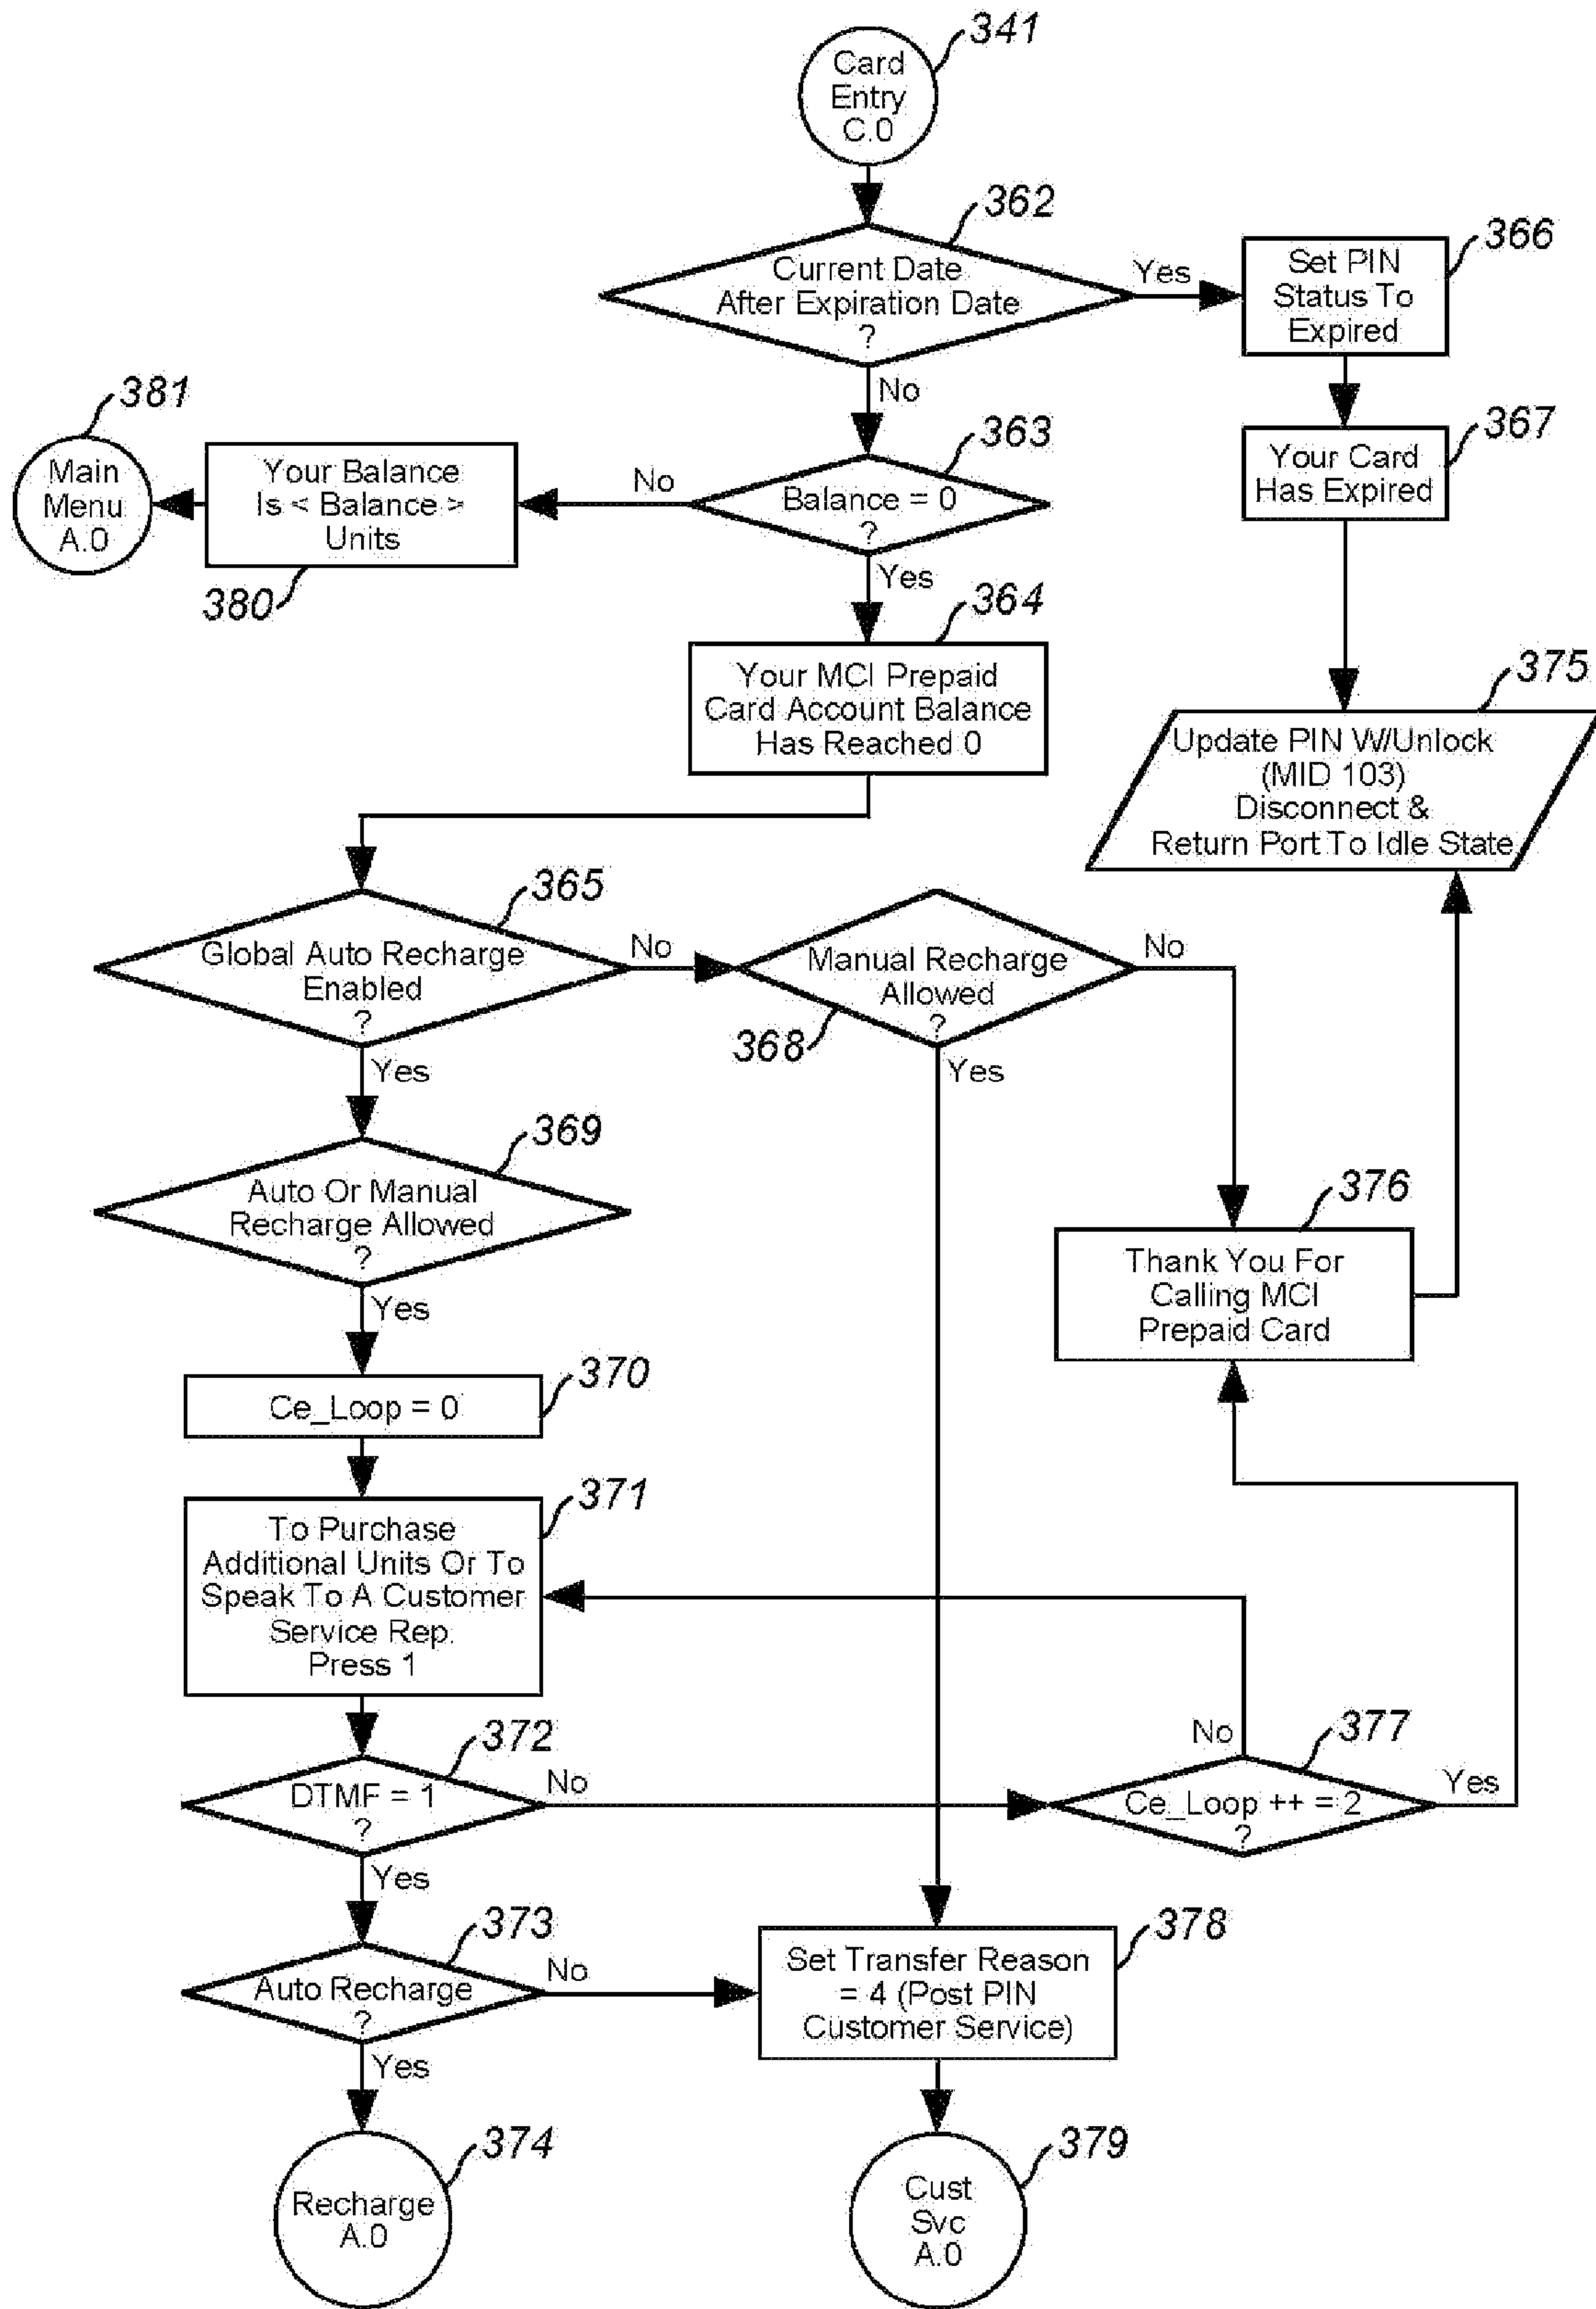 341
Card
Entry
C.0
362
Current Date
After Expiration Date
?
Yes
366
Set PIN
Status To
Expired
No
381
Main
Menu
A.0
Your Balance
Is < Balance >
Units
380
No
363
Balance = 0
?
367
Your Card
Has Expired
Yes
364
Your MCI Prepaid
Card Account Balance
Has Reached 0
375
Update PIN W/Unlock
(MID 103)
Disconnect &
Return Port To Idle State
365
Global Auto Recharge
Enabled
?
No
Manual Recharge
Allowed
?
368
No
Yes
Yes
369
Auto Or Manual
Recharge Allowed
?
376
Thank You For
Calling MCI
Prepaid Card
Yes
370
Ce_Loop = 0
371
To Purchase
Additional Units Or To
Speak To A Customer
Service Rep.
Press 1
372
DTMF = 1
?
No
No
377
Ce_Loop ++ = 2
?
Yes
Yes
373
Auto Recharge
?
No
378
Set Transfer Reason
= 4 (Post PIN
Customer Service)
Yes
374
Recharge
A.0
379
Cust
Svc
A.0